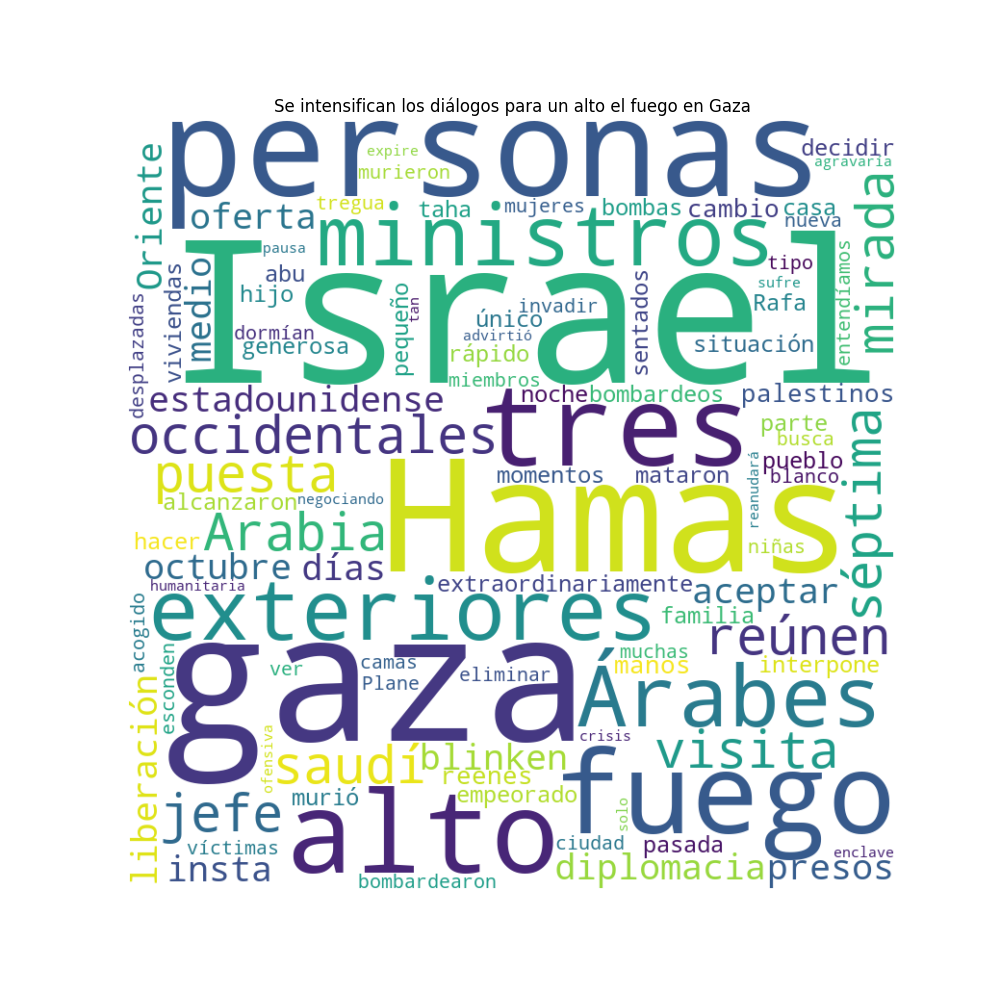 Se intensifican los diálogos para un alto el fuego en Gaza
personas
expire
murieron
decidir
agravaría
Oriente
oferta
tregua
taha
mujeres
bombas
cambio
casa
nueva
ministros
mirada
Israel
pausa
abu
hijo
medio
viviendas
desplazadas
dormían
generosa
pequeño
tan
único
invadir
advirtió
rápido
miembros
sentados
tipo
sufre
Rafa
situación
entendíamos
estadounidense
noche
bombardeos
palestinos
occidentales
tres
parte
busca
pueblo
blanco
puesta
momentos
mataron
séptima
alcanzaron
negociando
Hamas
reanudará
hacer
Arabia
niñas
octubre
días
humanitaria
extraordinariamente
aceptar
exteriores
familia
reúnen
acogido
esconden
gaza
ver
camas
Plane
eliminar
muchas
manos
interpone
Árabes
crisis
liberación
ofensiva
saudí
blinken
reenes
visita
fuego
jefe
murió
alto
empeorado
solo
víctimas
ciudad
pasada
enclave
insta
bombardearon
diplomacia
presos